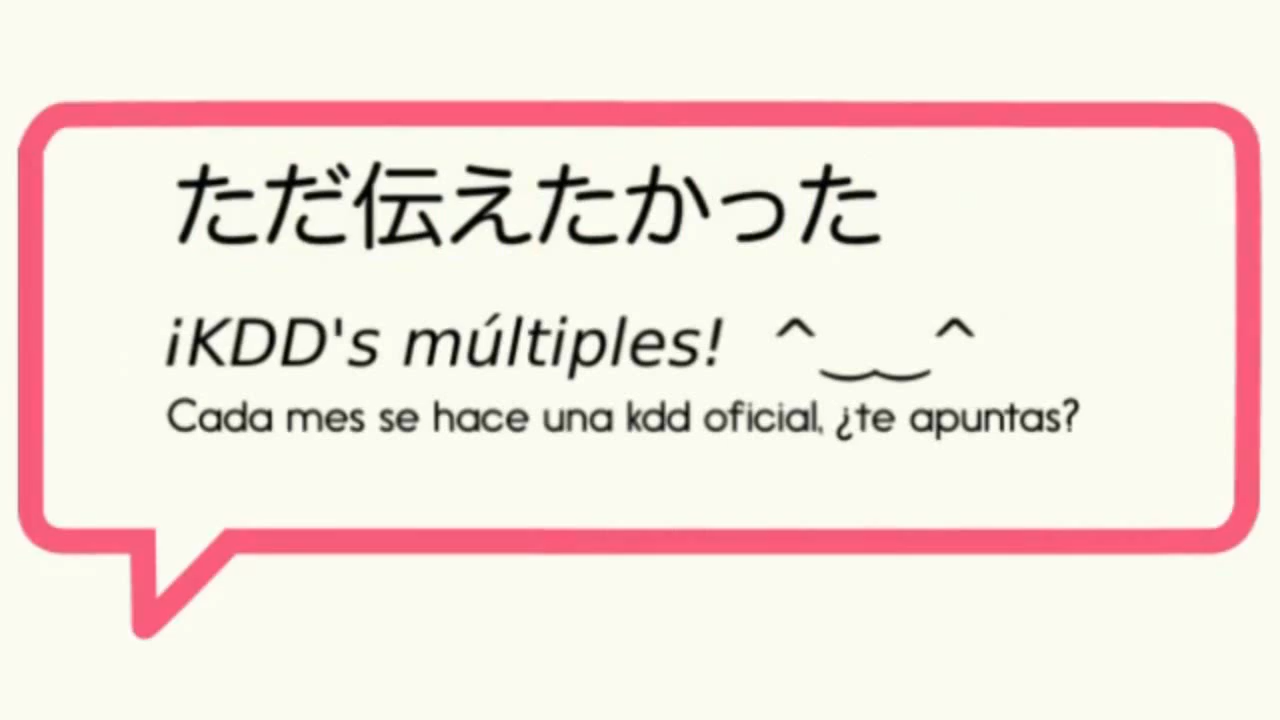 ただ伝えたかった
¡KDD's múltiples! ^‿‿^
Cada mes se hace una kdd oficial, ¿te apuntas?